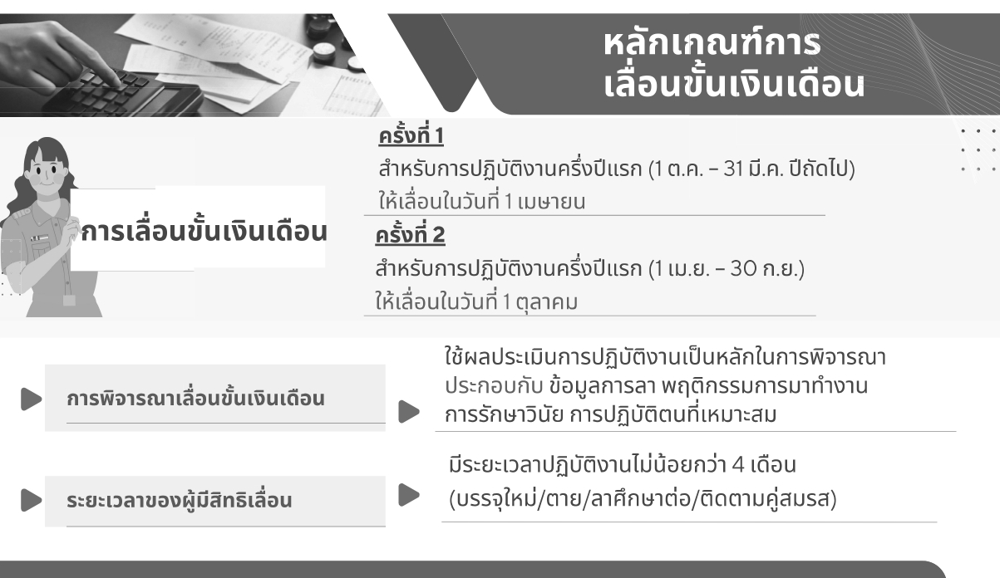 หลักเกณฑ์การ
เลื่อนขั้นเงินเดือน
ครั้งที่ 1
สำหรับการปฏิบัติงานครึ่งปีแรก (1 ต.ค. – 31 มี.ค. ปีถัดไป)
ให้เลื่อนในวันที่ 1 เมษายน
การเลื่อนขั้นเงินเดือน
ครั้งที่ 2
สำหรับการปฏิบัติงานครึ่งปีแรก (1 เม.ย. – 30 ก.ย.)
ให้เลื่อนในวันที่ 1 ตุลาคม
การพิจารณาเลื่อนขั้นเงินเดือน
ใช้ผลประเมินการปฏิบัติงานเป็นหลักในการพิจารณา
ประกอบกับ ข้อมูลการลา พฤติกรรมการมาทำงาน
การรักษาวินัย การปฏิบัติตนที่เหมาะสม
ระยะเวลาของผู้มีสิทธิเลื่อน
มีระยะเวลาปฏิบัติงานไม่น้อยกว่า 4 เดือน
(บรรจุใหม่/ตาย/ลาศึกษาต่อ/ติดตามคู่สมรส)